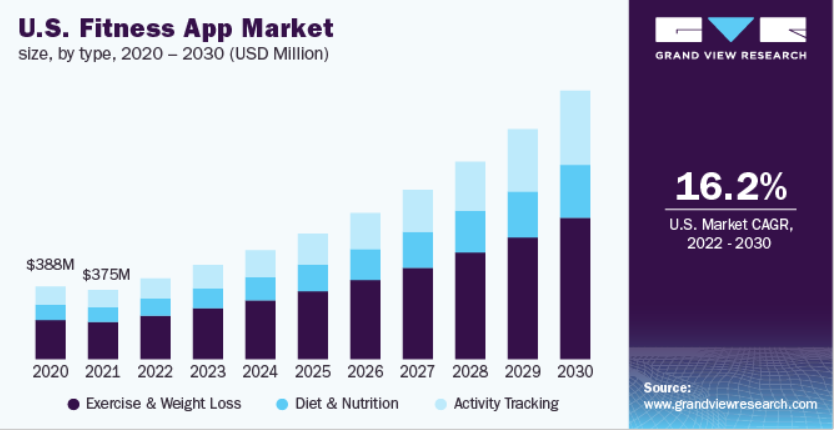 U.S. Fitness App Market
size, by type, 2020 – 2030 (USD Million)
$388M
$375M
2020 2021 2022 2023 2024 2025 2026 2027 2028 2029 2030
Exercise & Weight Loss Diet & Nutrition Activity Tracking
GRAND VIEW RESEARCH
16.2%
U.S. Market CAGR,
2022 - 2030
Source:
www.grandviewresearch.com